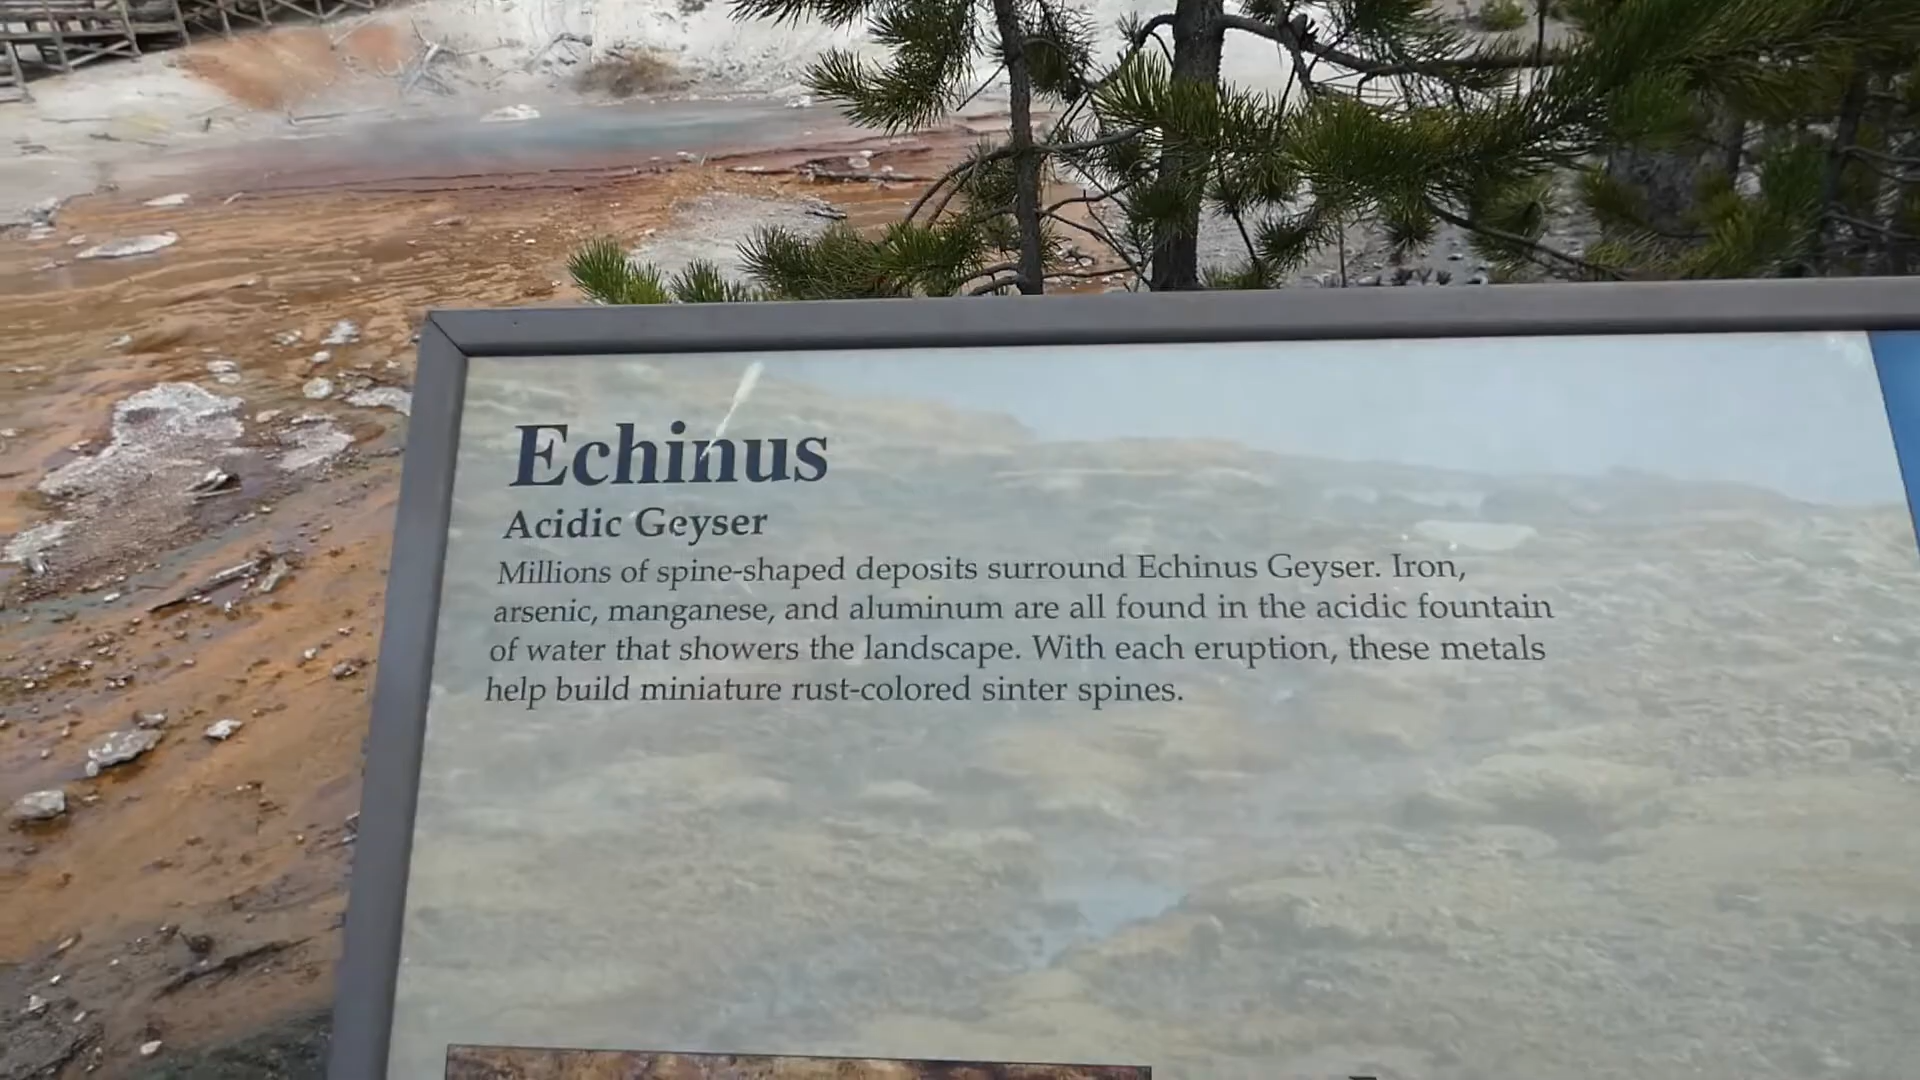 Echinus
Acidic Geyser
Millions of spine-shaped deposits surround Echinus Geyser. Iron,
arsenic, manganese, and aluminum are all found in the acidic fountain
of water that showers the landscape. With each eruption, these metals
help build miniature rust-colored sinter spines.